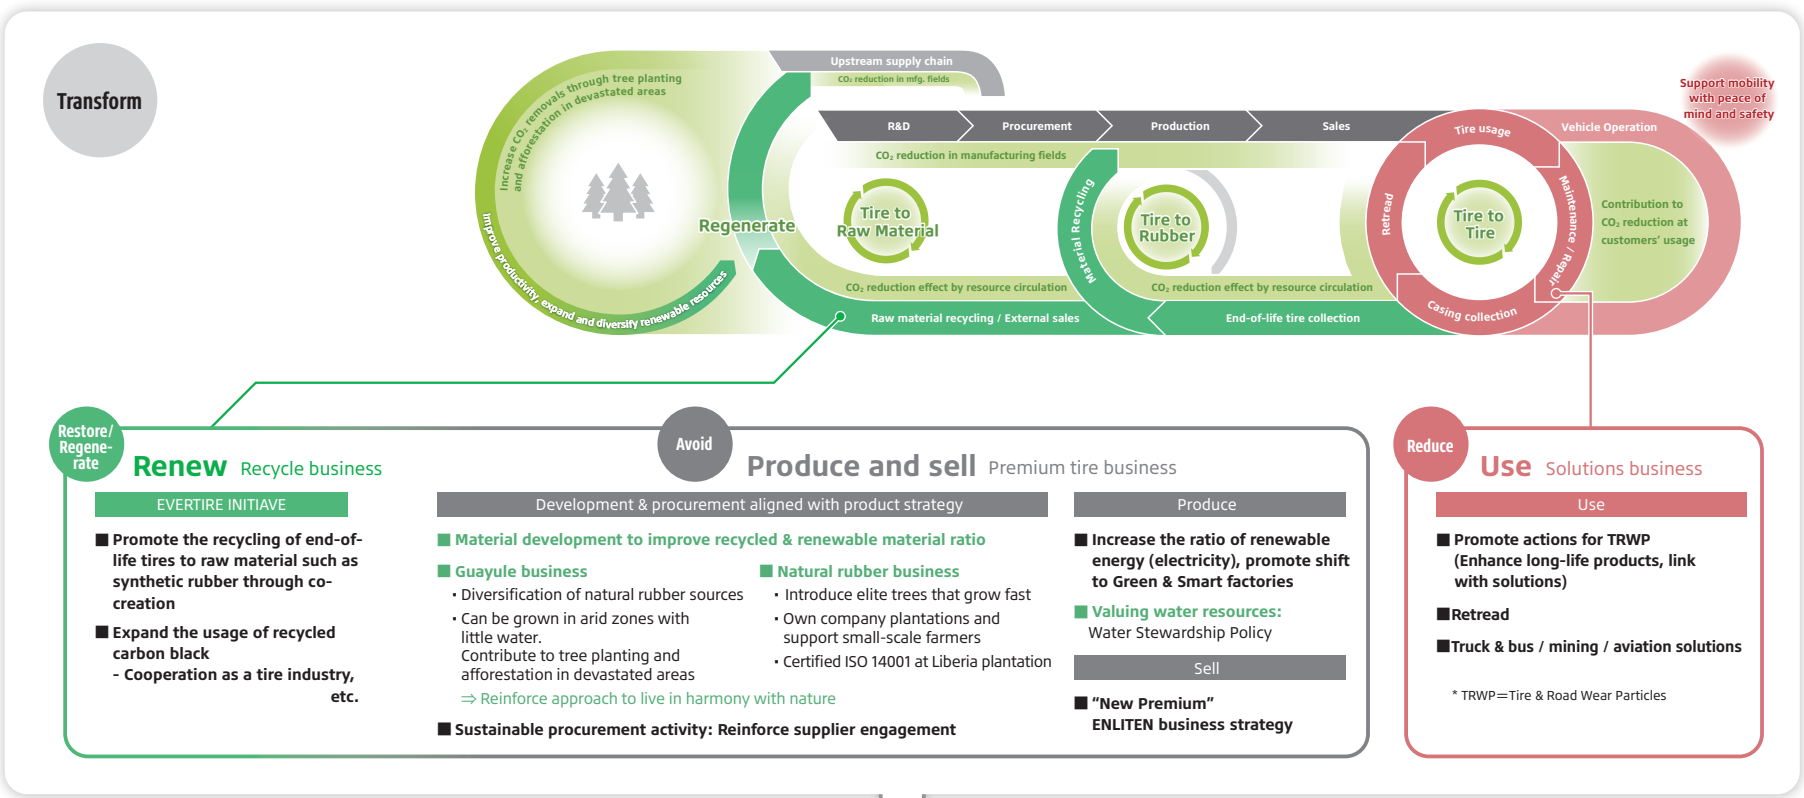 Transform
Increase CO₂ removals through tree planting
and afforestation in devastated areas
Improve productivity, expand and diversify renewable resources
Regenerate
Upstream supply chain
CO₂ reduction in mfg. fields
R&D
Procurement
Production
Sales
CO₂ reduction in manufacturing fields
Tire to
Raw Material
Material Recycling
Tire to
Rubber
CO₂ reduction effect by resource circulation
CO₂ reduction effect by resource circulation
Raw material recycling / External sales
End-of-life tire collection
Tire usage
Retread
Maintenance / Repair
Casing collection
Tire to
Tire
Vehicle Operation
Contribution to
CO₂ reduction at
customers' usage
Support mobility
with peace of
mind and safety
Restore/
Regene-
rate
Renew Recycle business
EVERTIRE INITIAVE
■ Promote the recycling of end-of-
life tires to raw material such as
synthetic rubber through co-
creation
■ Expand the usage of recycled
carbon black
- Cooperation as a tire industry,
etc.
Avoid
Produce and sell Premium tire business
Development & procurement aligned with product strategy
■ Material development to improve recycled & renewable material ratio
■ Guayule business
・Diversification of natural rubber sources
・Can be grown in arid zones with
little water.
Contribute to tree planting and
afforestation in devastated areas
⇒ Reinforce approach to live in harmony with nature
■ Natural rubber business
・Introduce elite trees that grow fast
・Own company plantations and
support small-scale farmers
・Certified ISO 14001 at Liberia plantation
■ Sustainable procurement activity: Reinforce supplier engagement
Produce
■ Increase the ratio of renewable
energy (electricity), promote shift
to Green & Smart factories
■ Valuing water resources:
Water Stewardship Policy
Sell
■ “New Premium”
ENLITEN business strategy
Reduce
Use Solutions business
Use
■ Promote actions for TRWP
(Enhance long-life products, link
with solutions)
■Retread
■Truck & bus / mining / aviation solutions
* TRWP＝Tire & Road Wear Particles